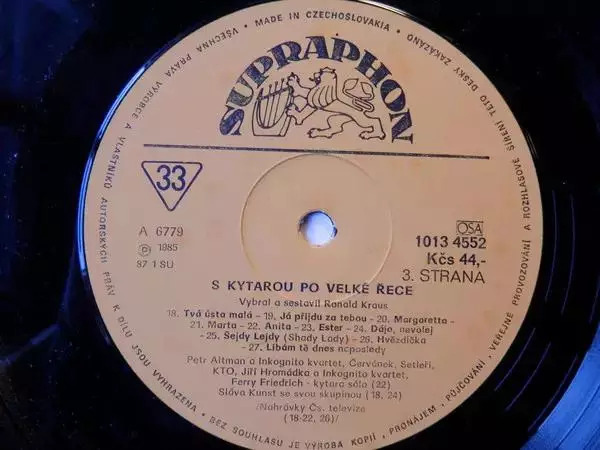 VŠECHNA PRÁVA VÝROBCE A VLASTNÍKŮ AUTORSKÝCH PRÁV K DÍLU JSOU VYHRAZENA • BEZ SOUHLASU JE VÝROBA KOPIÍ, PRONÁJEM, PŮJČOVÁNÍ, VEŘEJNÉ PROVOZOVÁNÍ A ROZHLASOVÉ ŠÍŘENÍ TÉTO DESKY ZAKÁZÁNO • MADE IN CZECHOSLOVAKIA •
SUPRAPHON
33
A 6779
Ⓟ 1985
87 1 SU
OSA
1013 4552
Kčs 44,-
3. STRANA
S KYTAROU PO VELKÉ ŘECE
Vybral a sestavil Ronald Kraus
18. Tvá ústa malá - 19. Já přijdu za tebou - 20. Margaretta -
21. Marta - 22. Anita - 23. Ester - 24. Dájo, nevolej
25. Šejdy Lejdy (Shady Lady) - 26. Hvězdička
27. Líbám tě dnes naposledy
Petr Altman a Inkognito kvartet, Červánek, Setleři,
KTO, Jiří Hromádka a Inkognito kvartet,
Ferry Friedrich - kytara sólo (22)
Sláva Kunst se svou skupinou (18, 24)
/Nahrávky Čs. televize
(18-22, 26)/